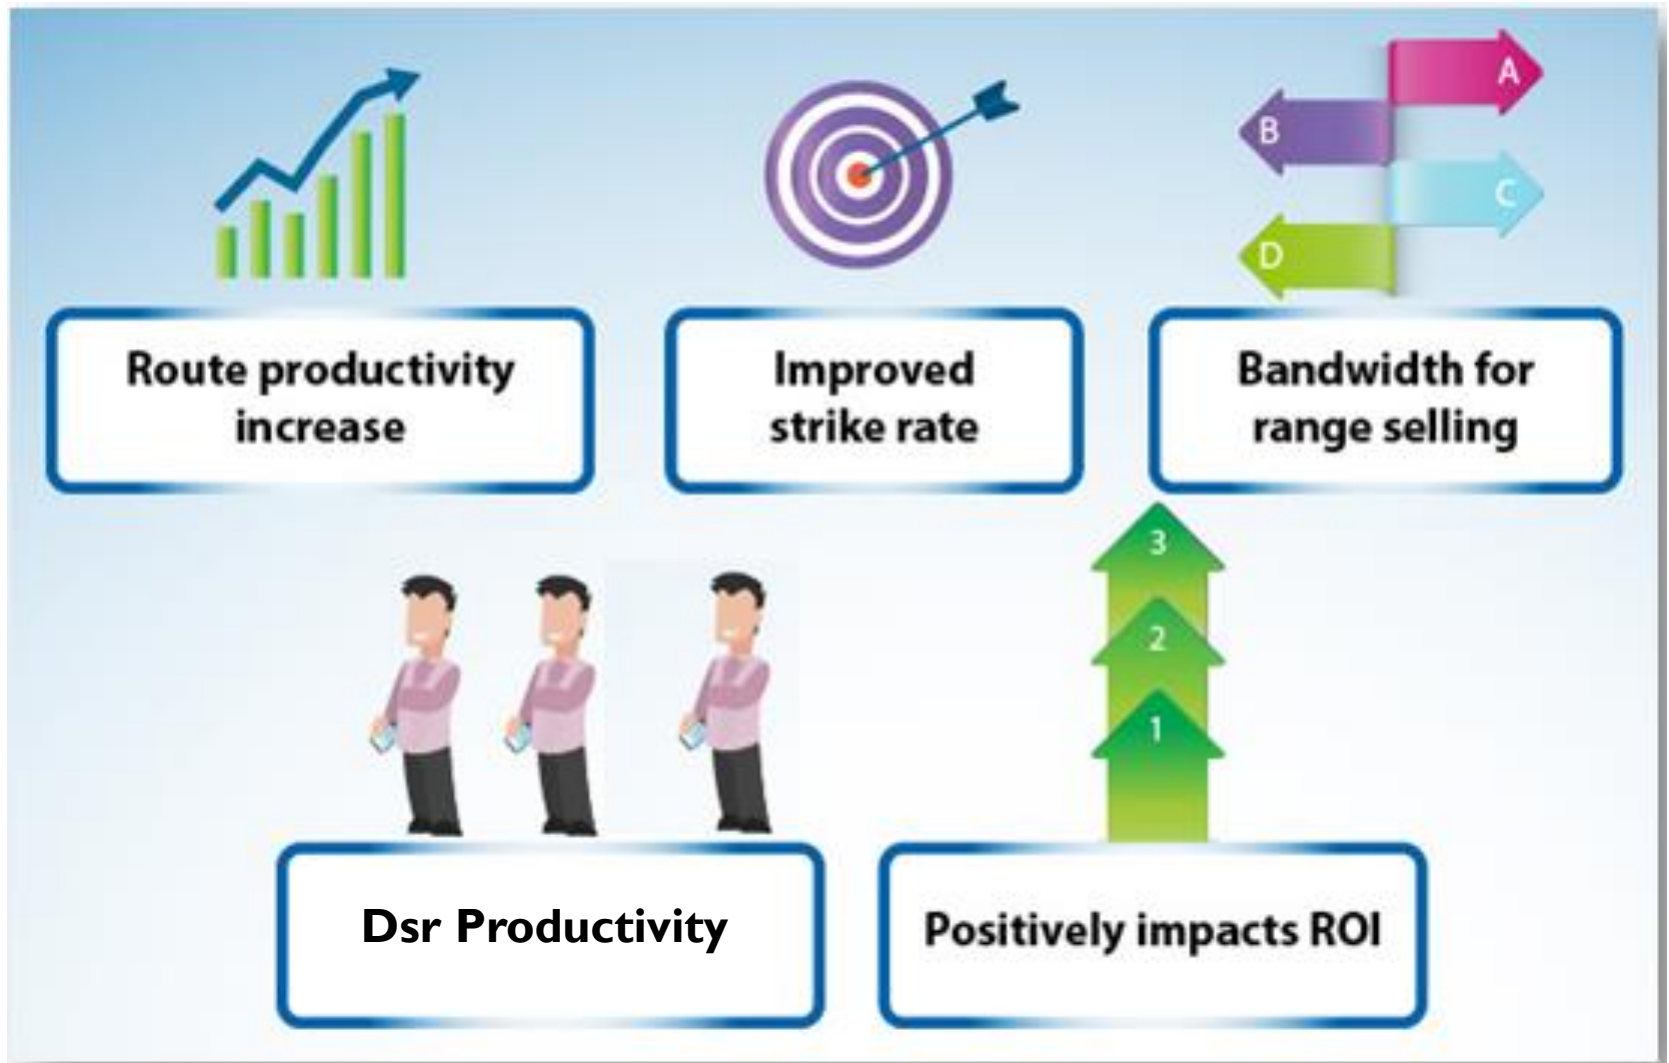 A
B
C
D
Route productivity
increase
Improved
strike rate
Bandwidth for
range selling
3
2
1
Dsr Productivity
Positively impacts ROI